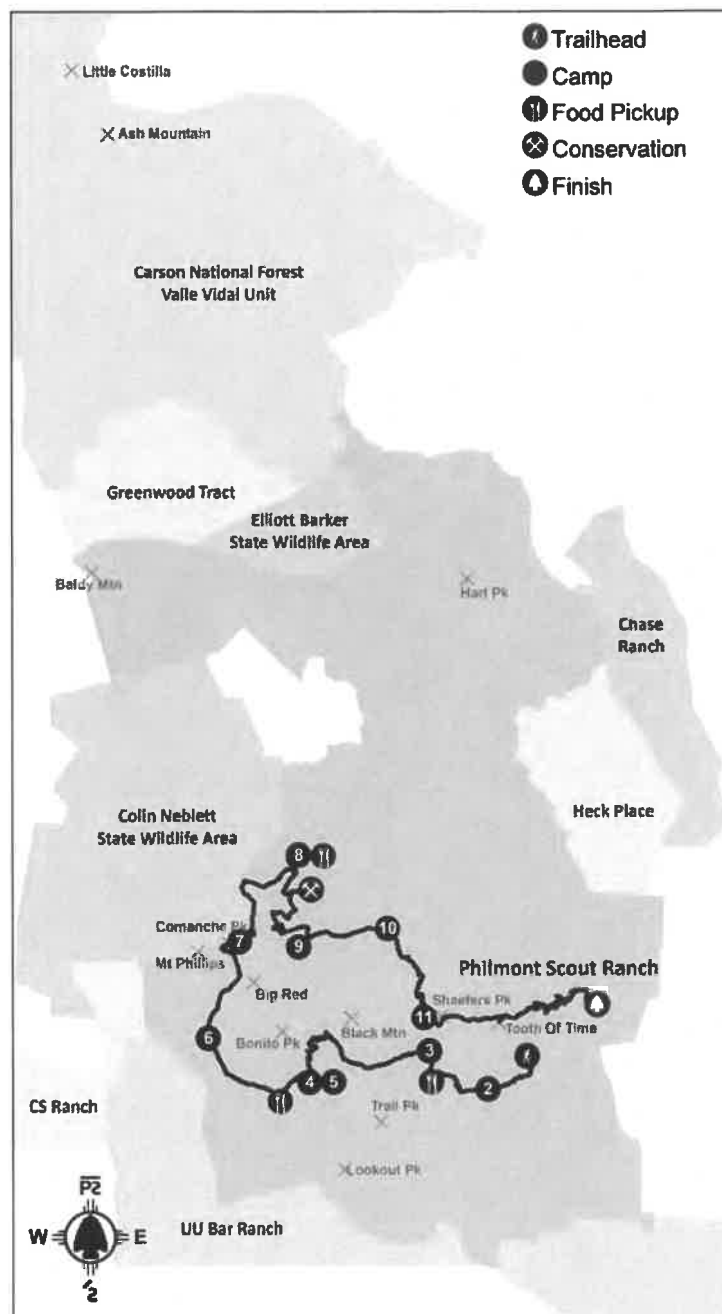 Trailhead
Camp
Food Pickup
Conservation
Finish
Little Costilla
Ash Mountain
Carson National Forest
Valle Vidal Unit
Greenwood Tract
Elliott Barker
State Wildlife Area
Baldy Mtn
Hart Pk
Chase
Ranch
Heck Place
Colin Neblett
State Wildlife Area
8
Comanche Pk
7
9
10
Mt Phillips
Philmont Scout Ranch
Big Red
Shaefers Pk
11
Tooth Of Time
Black Mtn
6
Bonito Pk
3
4
5
2
CS Ranch
Trail Pk
Lookout Pk
UU Bar Ranch
W
E